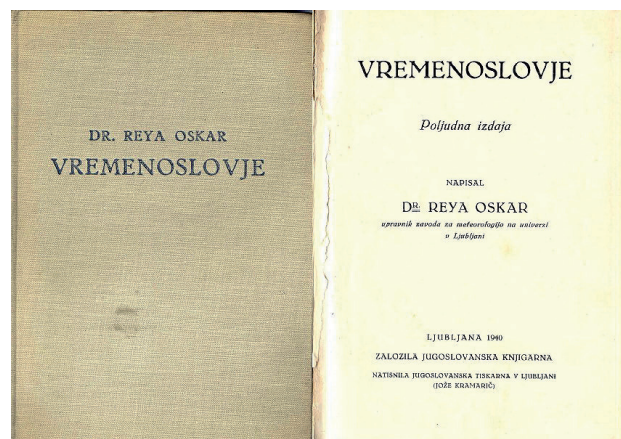 DR. REYA OSKAR
VREMENOSLOVJE
VREMENOSLOVJE
Poljudna izdaja
NAPISAL
DR. REYA OSKAR
upravnik zavoda za meteorologijo na univerzi
v Ljubljani
LJUBLJANA 1940
ZALOZILA JUGOSLOVANSKA KNJIGARNA
NATISNILA JUGOSLOVANSKA TISKARNA V LJUBLJANI
(JOŽE KRAMARIČ)